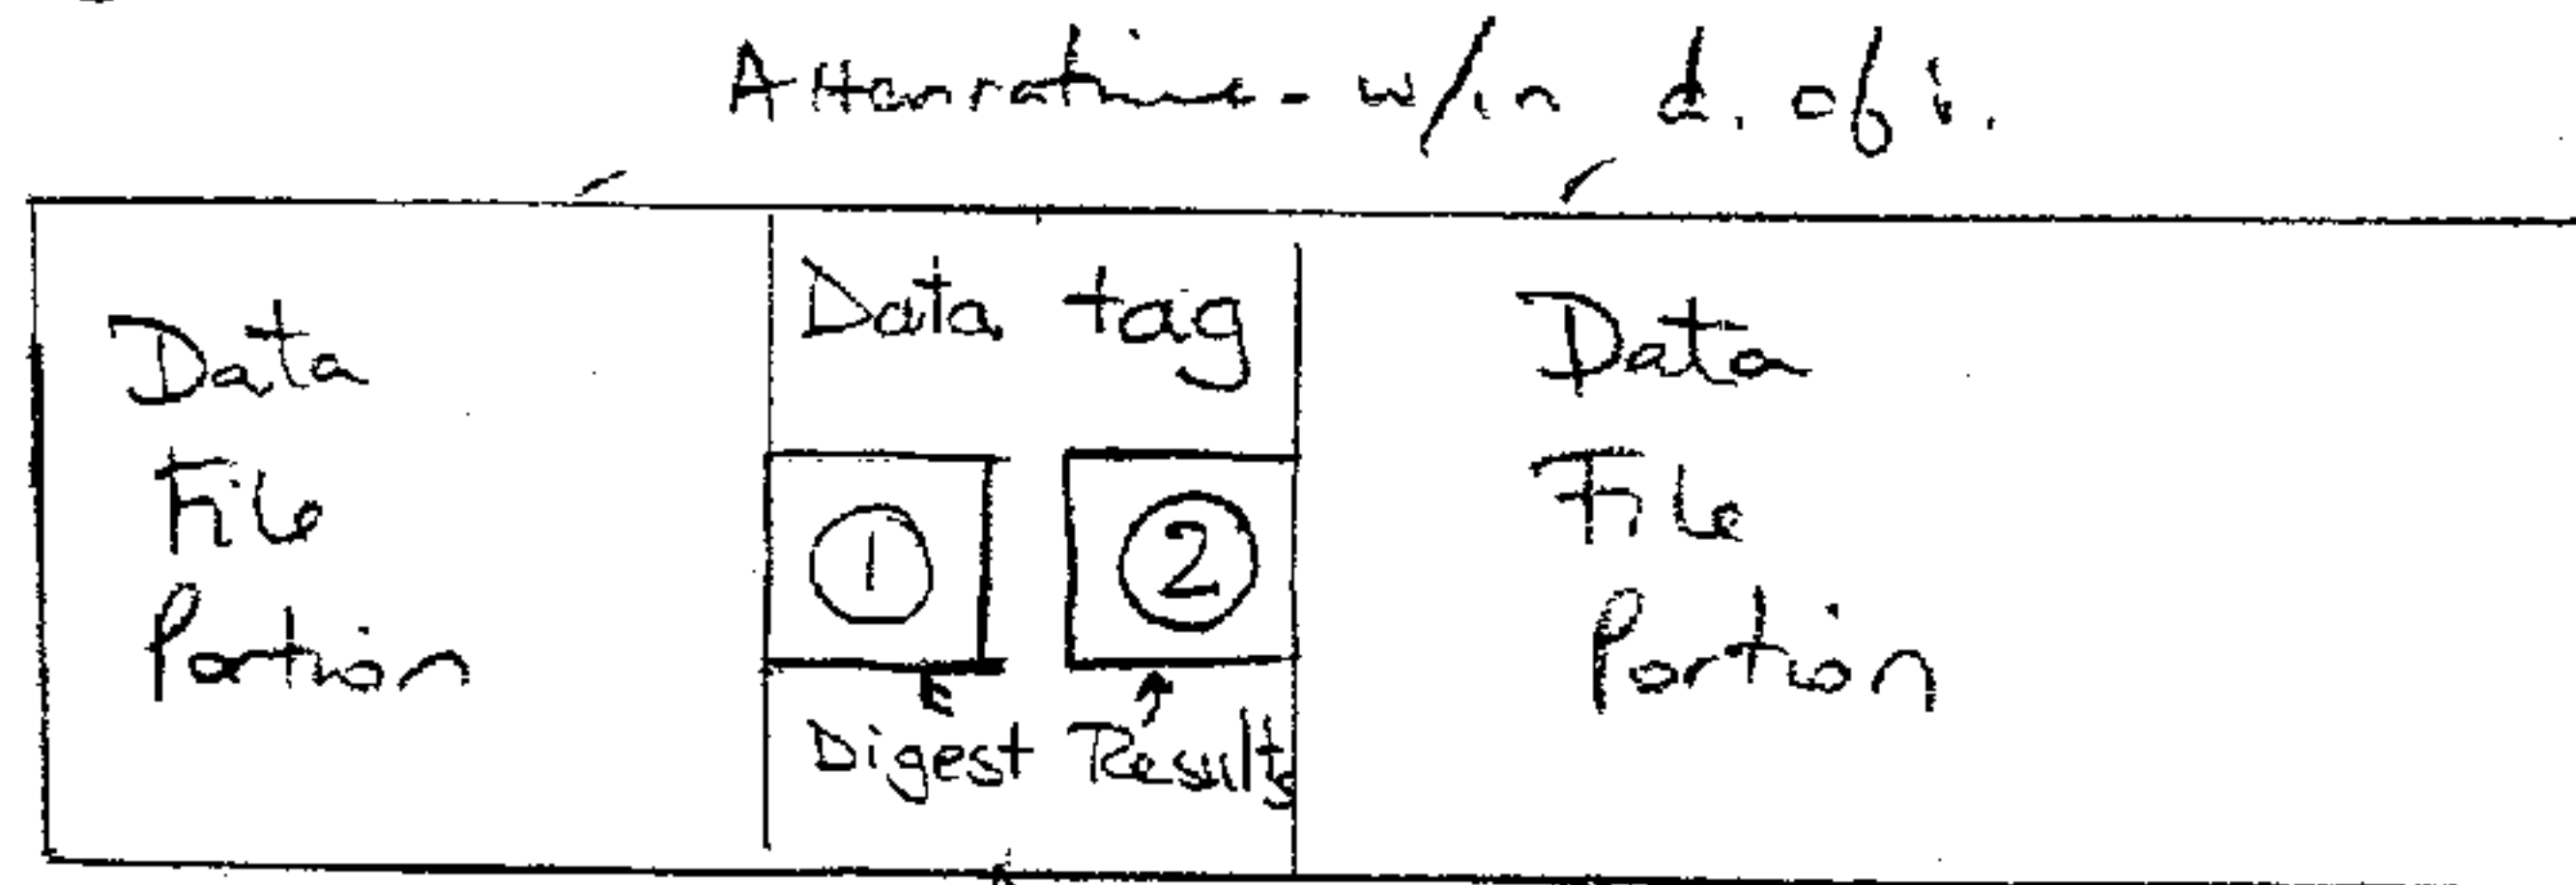 Alternative - w/in d. of i.
Data
File
Portion
Data tag
1 2
Digest Results
Data
File
Portion